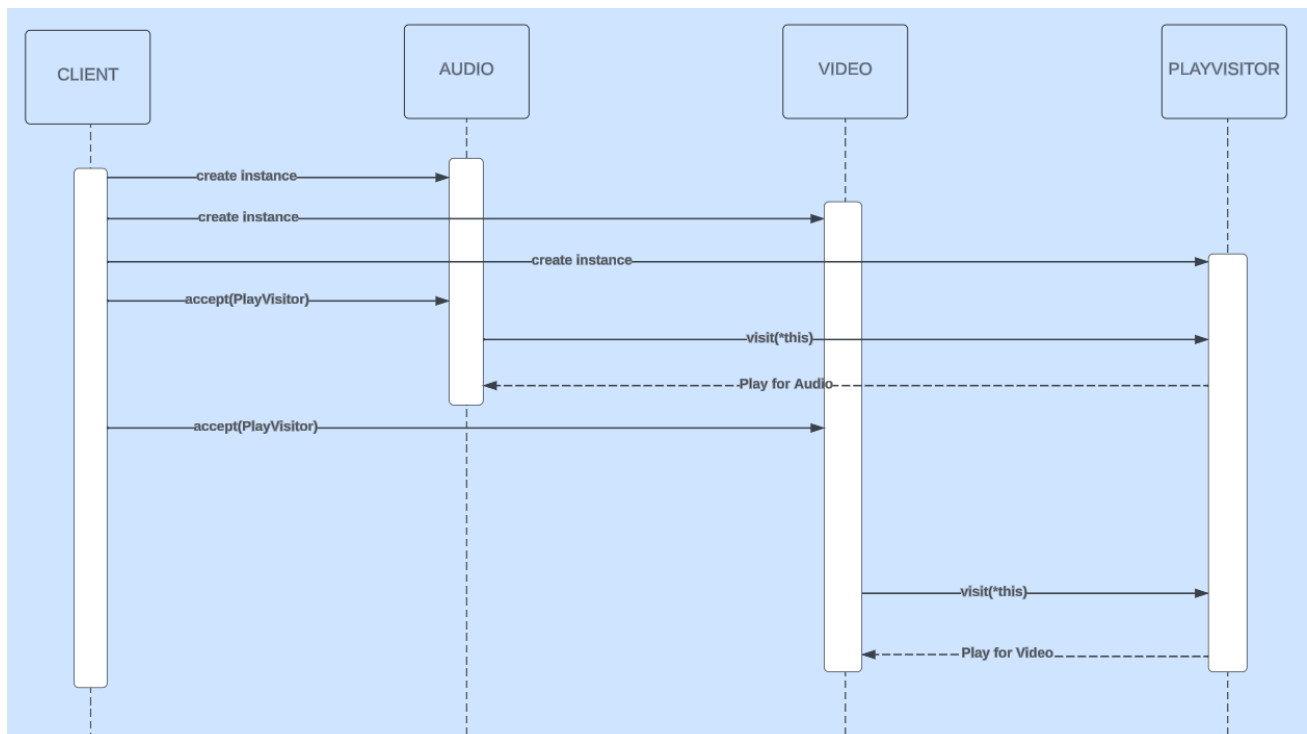 CLIENT
AUDIO
VIDEO
PLAYVISITOR
create instance
create instance
create instance
accept(PlayVisitor)
visit(*this)
Play for Audio
accept(PlayVisitor)
visit(*this)
Play for Video